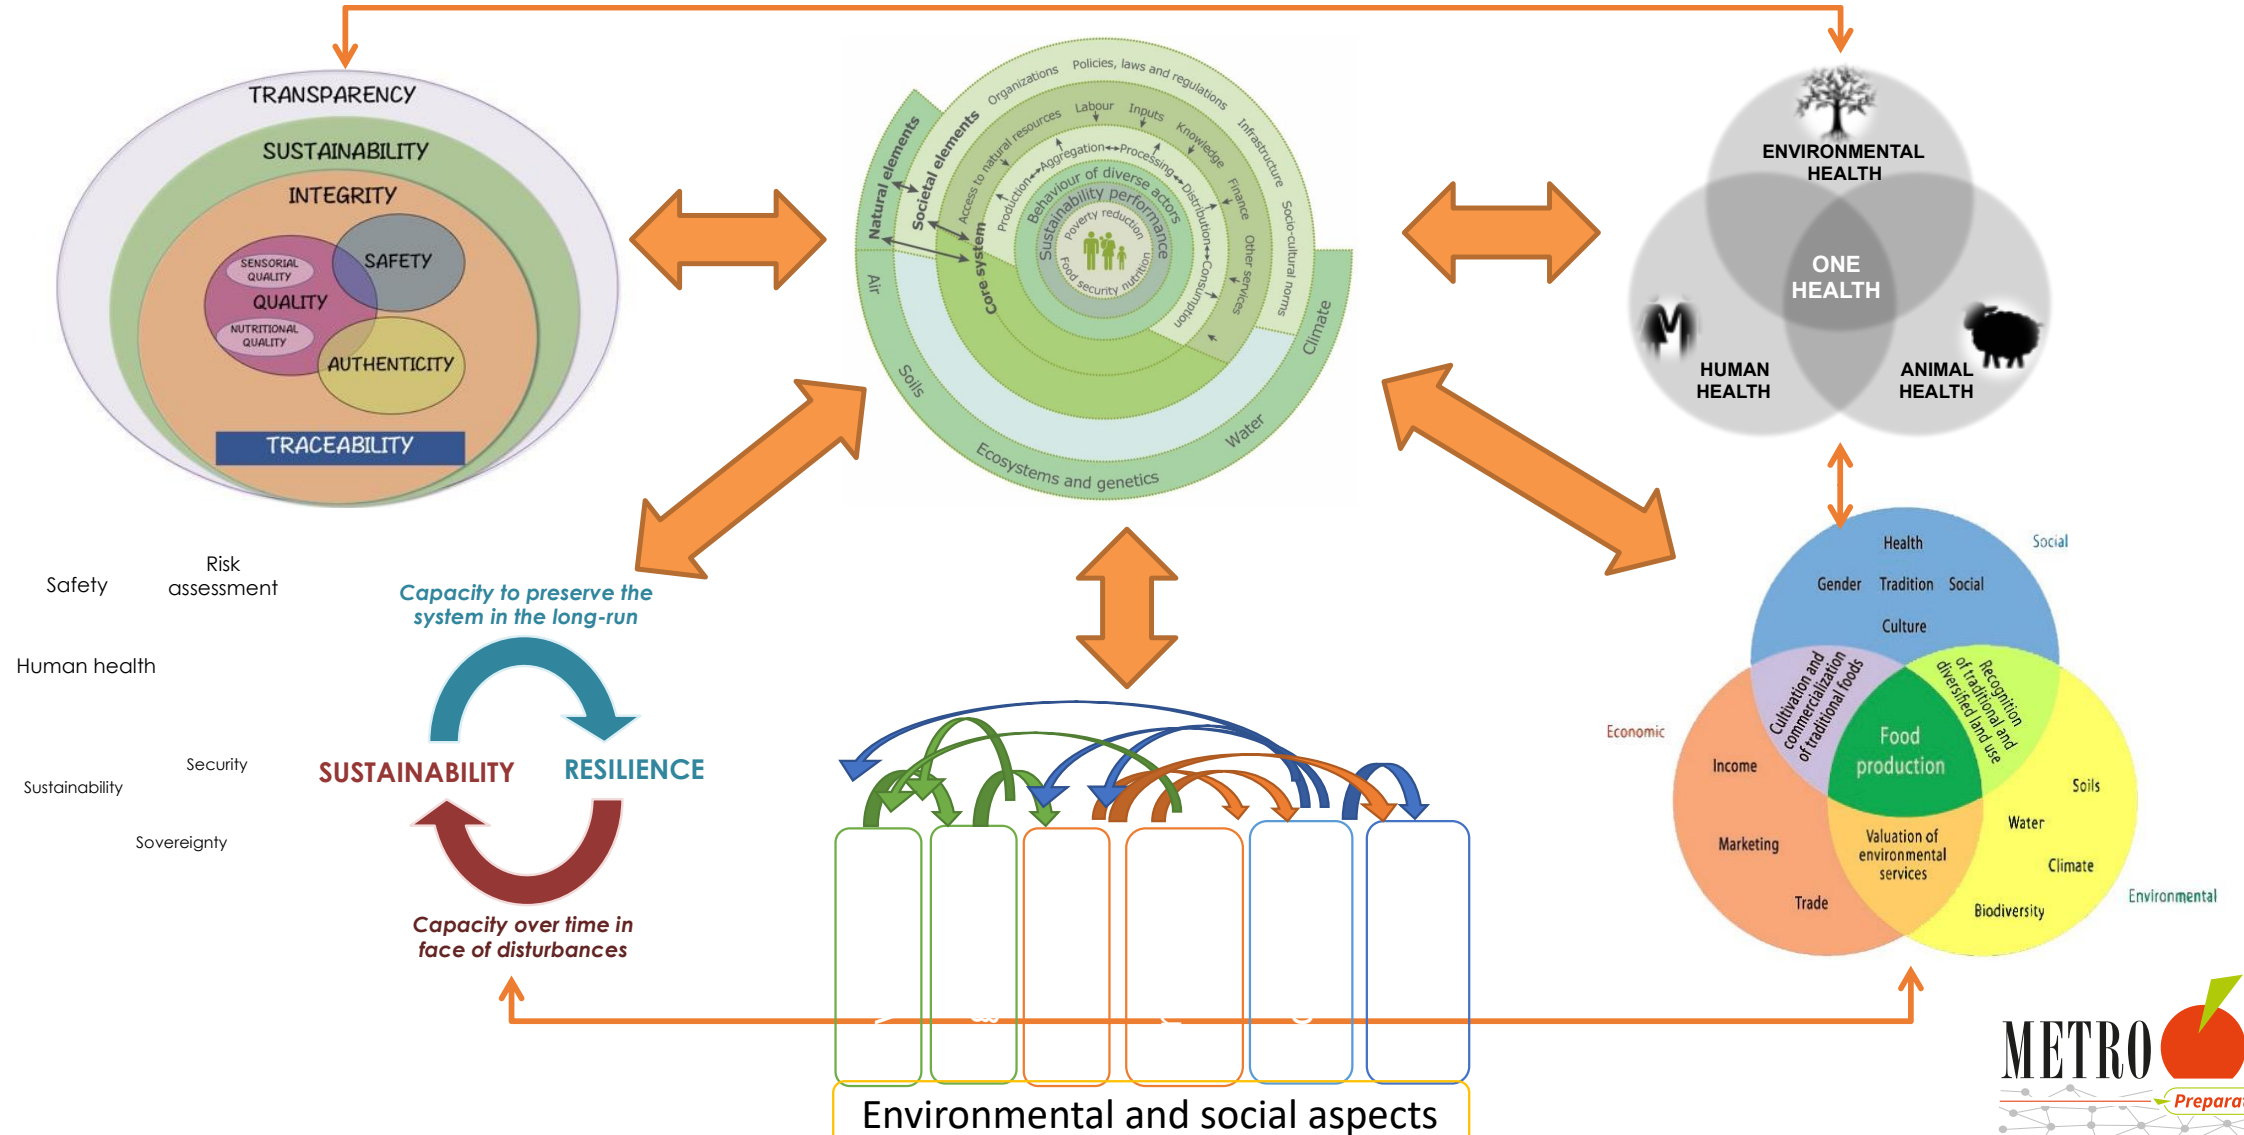 TRANSPARENCY
SUSTAINABILITY
INTEGRITY
SAFETY
SENSORIAL
QUALITY
QUALITY
NUTRITIONAL
QUALITY
AUTHENTICITY
TRACEABILITY
Natural elements
Societal elements
Core system
Organizations
Policies, laws and regulations
Infrastructure
Socio-cultural norms
Access to natural resources
Labour
Inputs
Knowledge
Finance
Other services
Production
Aggregation
Processing
Distribution
Consumption
Behaviour of diverse actors
Sustainability performance
Poverty reduction
Food security nutrition
Air
Soils
Ecosystems and genetics
Water
Climate
ENVIRONMENTAL
HEALTH
ONE
HEALTH
HUMAN
HEALTH
ANIMAL
HEALTH
Safety
Risk
assessment
Human health
Security
Sustainability
Sovereignty
Capacity to preserve the
system in the long-run
SUSTAINABILITY
RESILIENCE
Capacity over time in
face of disturbances
Environmental and social aspects
Social
Health
Gender
Tradition
Social
Culture
Cultivation and
commercialization
of traditional foods
Recognition
of traditional and
diversified land use
Economic
Food
production
Income
Marketing
Trade
Valuation of
environmental
services
Soils
Water
Climate
Biodiversity
Environmental
METRO
Preparat